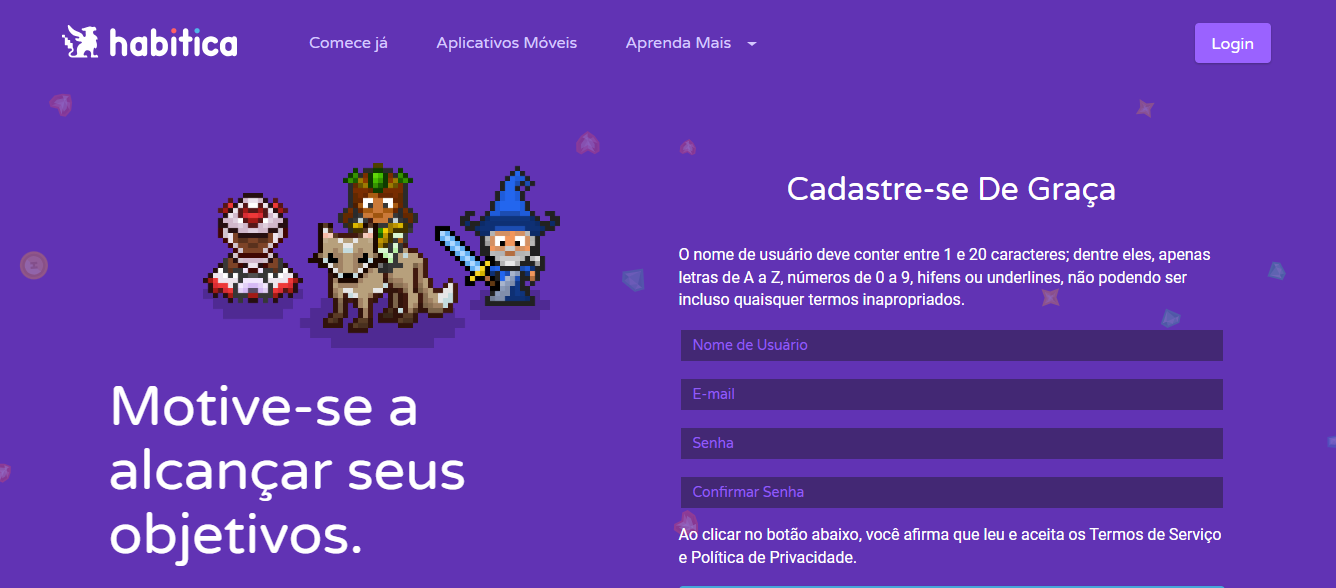 habitica
Comece já
Aplicativos Móveis
Aprenda Mais
Login
Motive-se a
alcançar seus
objetivos.
Cadastre-se De Graça
O nome de usuário deve conter entre 1 e 20 caracteres; dentre eles, apenas
letras de A a Z, números de 0 a 9, hifens ou underlines, não podendo ser
incluso quaisquer termos inapropriados.
Nome de Usuário
E-mail
Senha
Confirmar Senha
Ao clicar no botão abaixo, você afirma que leu e aceita os Termos de Serviço
e Política de Privacidade.